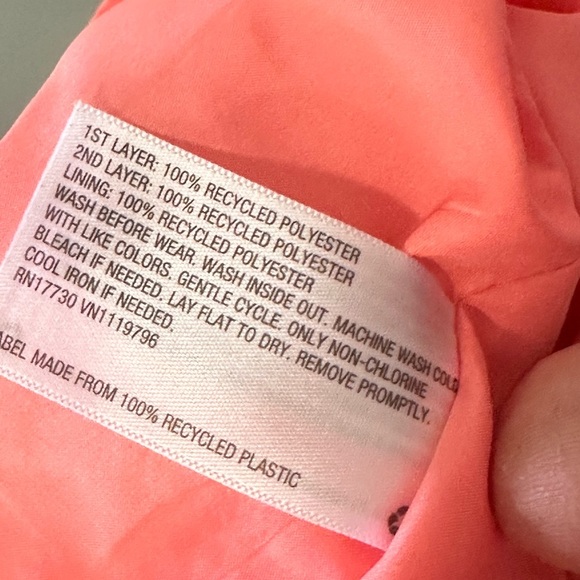 1ST LAYER: 100% RECYCLED POLYESTER
2ND LAYER: 100% RECYCLED POLYESTER
LINING: 100% RECYCLED POLYESTER
WASH BEFORE WEAR. WASH INSIDE OUT. MACHINE WASH COLD
WITH LIKE COLORS. GENTLE CYCLE. ONLY NON-CHLORINE
BLEACH IF NEEDED. LAY FLAT TO DRY. REMOVE PROMPTLY.
COOL IRON IF NEEDED.
RN17730 VN1119796
ABEL MADE FROM 100% RECYCLED PLASTIC